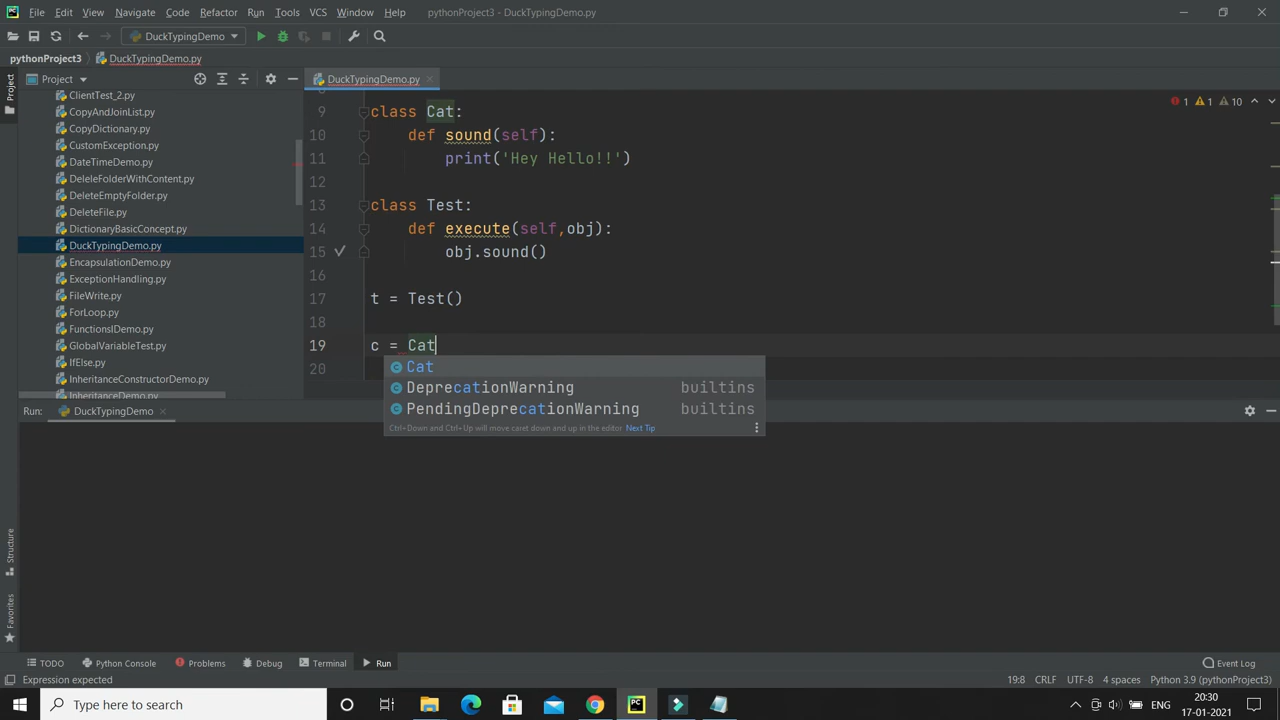 File Edit View Navigate Code Refactor Run Tools VCS Window Help pythonProject3 - DuckTypingDemo.py
DuckTypingDemo
pythonProject3 DuckTypingDemo.py
Project
Project
DuckTypingDemo.py
ClientTest_2.py
CopyAndJoinList.py
CopyDictionary.py
CustomException.py
DateTimeDemo.py
DeleleFolderWithContent.py
DeleteEmptyFolder.py
DeleteFile.py
DictionaryBasicConcept.py
DuckTypingDemo.py
EncapsulationDemo.py
ExceptionHandling.py
FileWrite.py
ForLoop.py
FunctionsIDemo.py
GlobalVariableTest.py
IfElse.py
InheritanceConstructorDemo.py
InheritanceDemo.py
1 1 10
9 class Cat:
10 def sound(self):
11 print('Hey Hello!!')
12
13 class Test:
14 def execute(self,obj):
15 obj.sound()
16
17 t = Test()
18
19 c = Cat
20
Cat
DeprecationWarning builtins
PendingDeprecationWarning builtins
Ctrl+Down and Ctrl+Up will move caret down and up in the editor Next Tip
Run: DuckTypingDemo
Structure
Favorites
TODO Python Console Problems Debug Terminal Run Event Log
Expression expected 19:8 CRLF UTF-8 4 spaces Python 3.9 (pythonProject3)
Type here to search
PC
ENG
20:30
17-01-2021